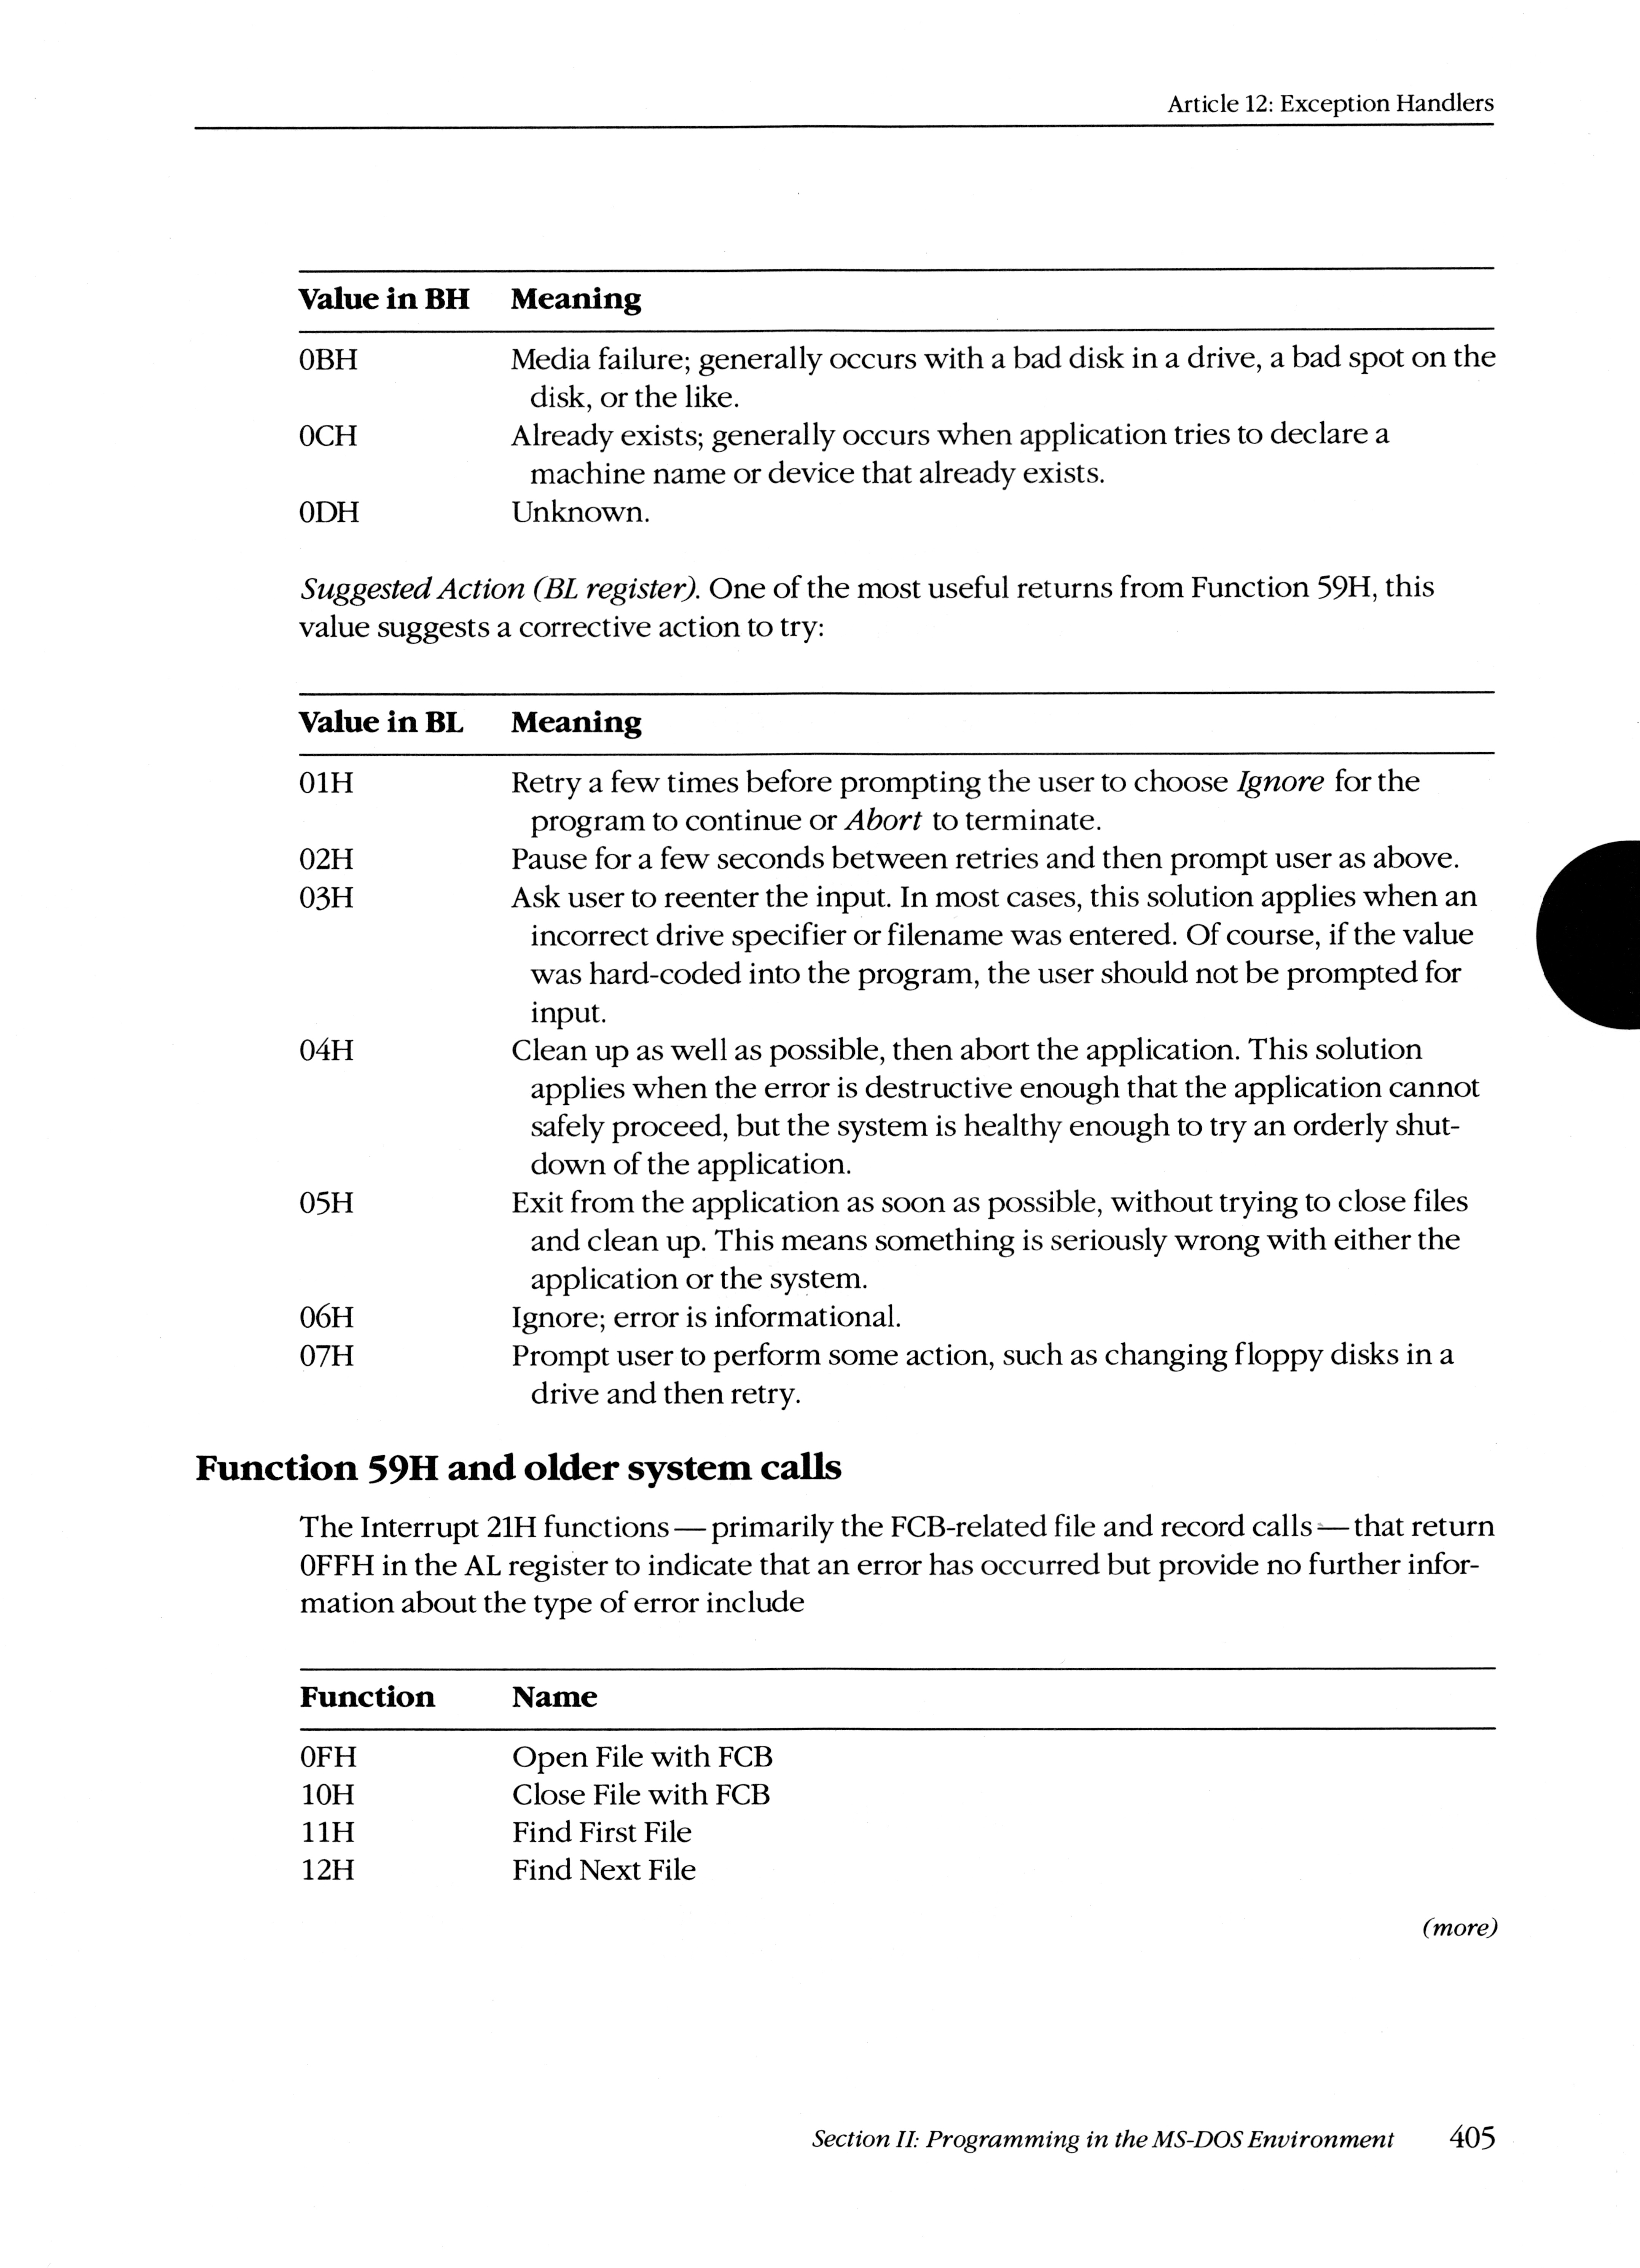 Article 12: Exception Handlers
Value in BH Meaning
0BH Media failure; generally occurs with a bad disk in a drive, a bad spot on the
disk, or the like.
0CH Already exists; generally occurs when application tries to declare a
machine name or device that already exists.
0DH Unknown.
Suggested Action (BL register). One of the most useful returns from Function 59H, this
value suggests a corrective action to try:
Value in BL Meaning
01H Retry a few times before prompting the user to choose Ignore for the
program to continue or Abort to terminate.
02H Pause for a few seconds between retries and then prompt user as above.
03H Ask user to reenter the input. In most cases, this solution applies when an
incorrect drive specifier or filename was entered. Of course, if the value
was hard-coded into the program, the user should not be prompted for
input.
04H Clean up as well as possible, then abort the application. This solution
applies when the error is destructive enough that the application cannot
safely proceed, but the system is healthy enough to try an orderly shut-
down of the application.
05H Exit from the application as soon as possible, without trying to close files
and clean up. This means something is seriously wrong with either the
application or the system.
06H Ignore; error is informational.
07H Prompt user to perform some action, such as changing floppy disks in a
drive and then retry.
Function 59H and older system calls
The Interrupt 21H functions — primarily the FCB-related file and record calls — that return
0FFH in the AL register to indicate that an error has occurred but provide no further infor-
mation about the type of error include
Function Name
0FH Open File with FCB
10H Close File with FCB
11H Find First File
12H Find Next File
(more)
Section II: Programming in the MS-DOS Environment 405